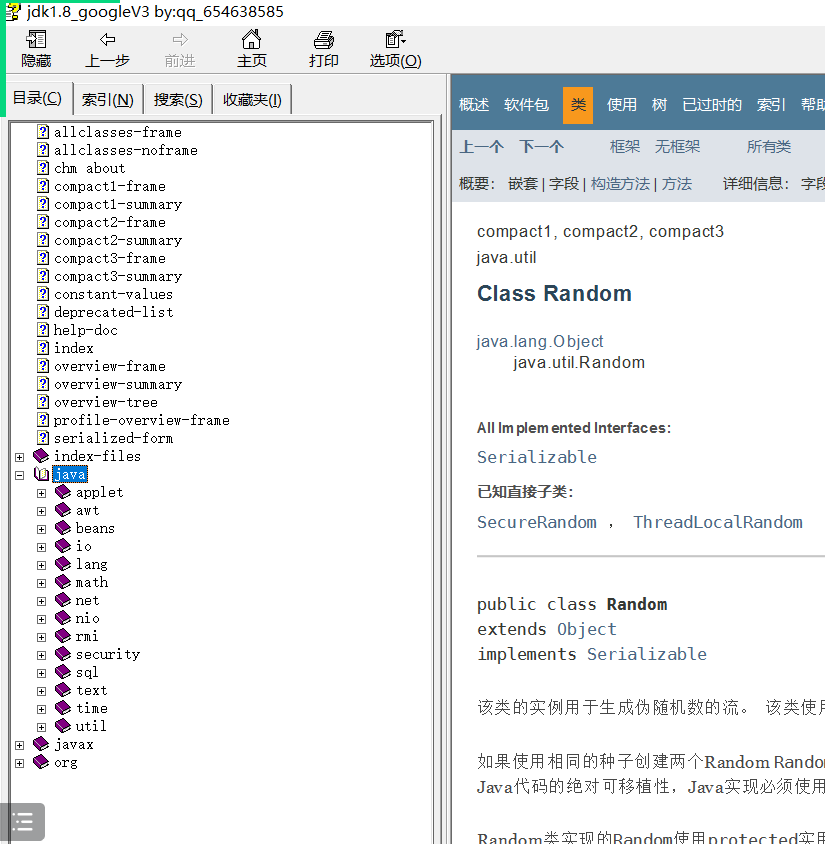 jdk1.8_googleV3 by:qq_654638585
隐藏 上一步 前进 主页 打印 选项(O)
目录(C) 索引(N) 搜索(S) 收藏夹(I)
allclasses-frame
allclasses-noframe
chm about
compact1-frame
compact1-summary
compact2-frame
compact2-summary
compact3-frame
compact3-summary
constant-values
deprecated-list
help-doc
index
overview-frame
overview-summary
overview-tree
profile-overview-frame
serialized-form
index-files
java
applet
awt
beans
io
lang
math
net
nio
rmi
security
sql
text
time
util
javax
org
概述 软件包 类 使用 树 已过时的 索引 帮助
上一个 下一个 框架 无框架 所有类
概要： 嵌套 | 字段 | 构造方法 | 方法 详细信息： 字段
compact1, compact2, compact3
java.util
Class Random
java.lang.Object
java.util.Random
All Implemented Interfaces:
Serializable
已知直接子类：
SecureRandom ， ThreadLocalRandom
public class Random
extends Object
implements Serializable
该类的实例用于生成伪随机数的流。 该类使用
如果使用相同的种子创建两个Random Random
Java代码的绝对可移植性，Java实现必须使用
Random类实现的Random使用protected实用